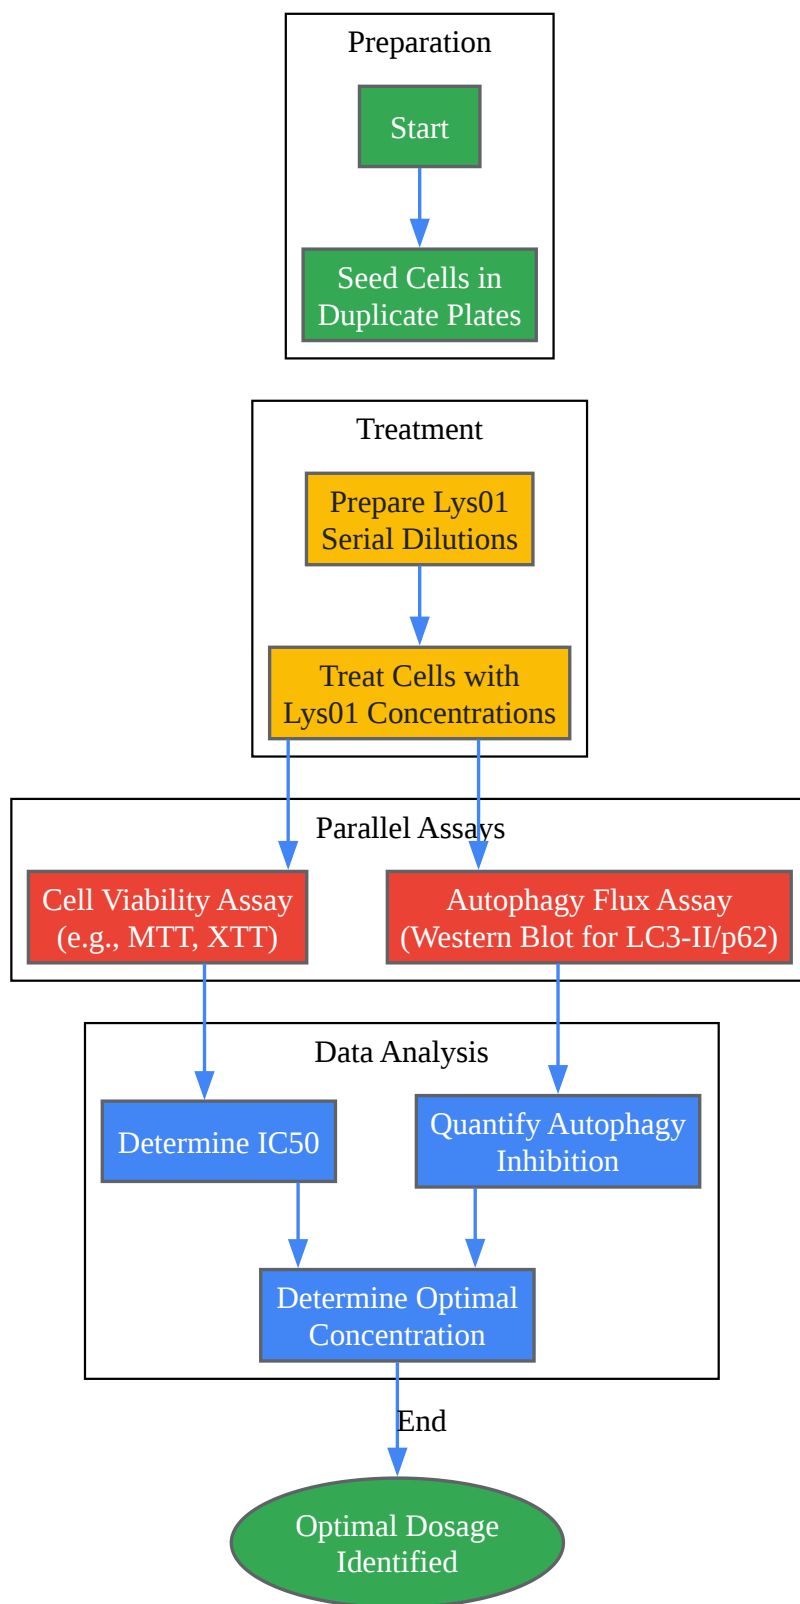 Preparation
Start
Seed Cells in
Duplicate Plates
Treatment
Prepare Lys01
Serial Dilutions
Treat Cells with
Lys01 Concentrations
Parallel Assays
Cell Viability Assay
(e.g., MTT, XTT)
Autophagy Flux Assay
(Western Blot for LC3-II/p62)
Data Analysis
Determine IC50
Quantify Autophagy
Inhibition
Determine Optimal
Concentration
End
Optimal Dosage
Identified